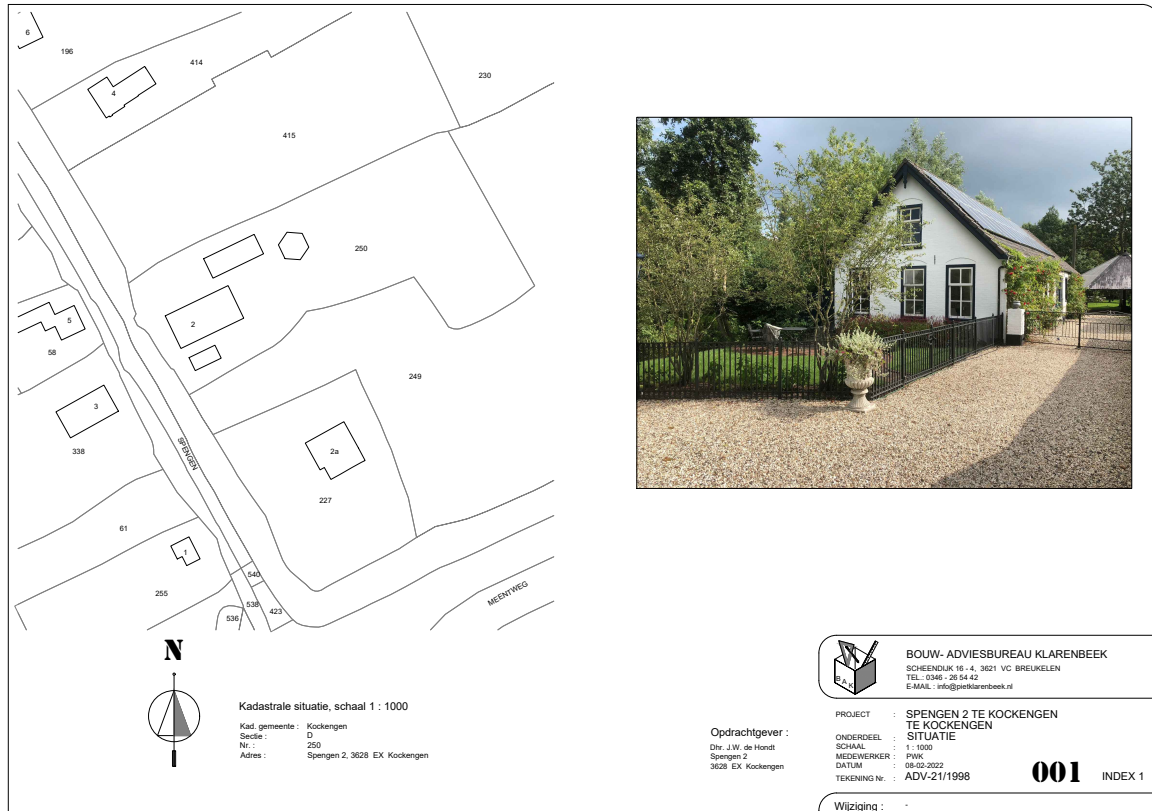 6
196
414
4
230
415
250
2
5
58
249
3
338
SPENGEN
2a
227
61
1
540
255
538
423
536
MEENTWEG
N
Kadastrale situatie, schaal 1 : 1000
Kad. gemeente : Kockengen
Sectie : D
Nr. : 250
Adres : Spengen 2, 3628 EX Kockengen
Opdrachtgever :
Dhr. J.W. de Hondt
Spengen 2
3628 EX Kockengen
B A K
BOUW- ADVIESBUREAU KLARENBEEK
SCHEENDIJK 16 - 4, 3621 VC BREUKELEN
TEL.: 0346 - 26 54 42
E-MAIL : info@pietklarenbeek.nl
PROJECT : SPENGEN 2 TE KOCKENGEN
TE KOCKENGEN
ONDERDEEL : SITUATIE
SCHAAL : 1 : 1000
MEDEWERKER : PWK
DATUM : 08-02-2022
TEKENING Nr. : ADV-21/1998
001 INDEX 1
Wijziging : -